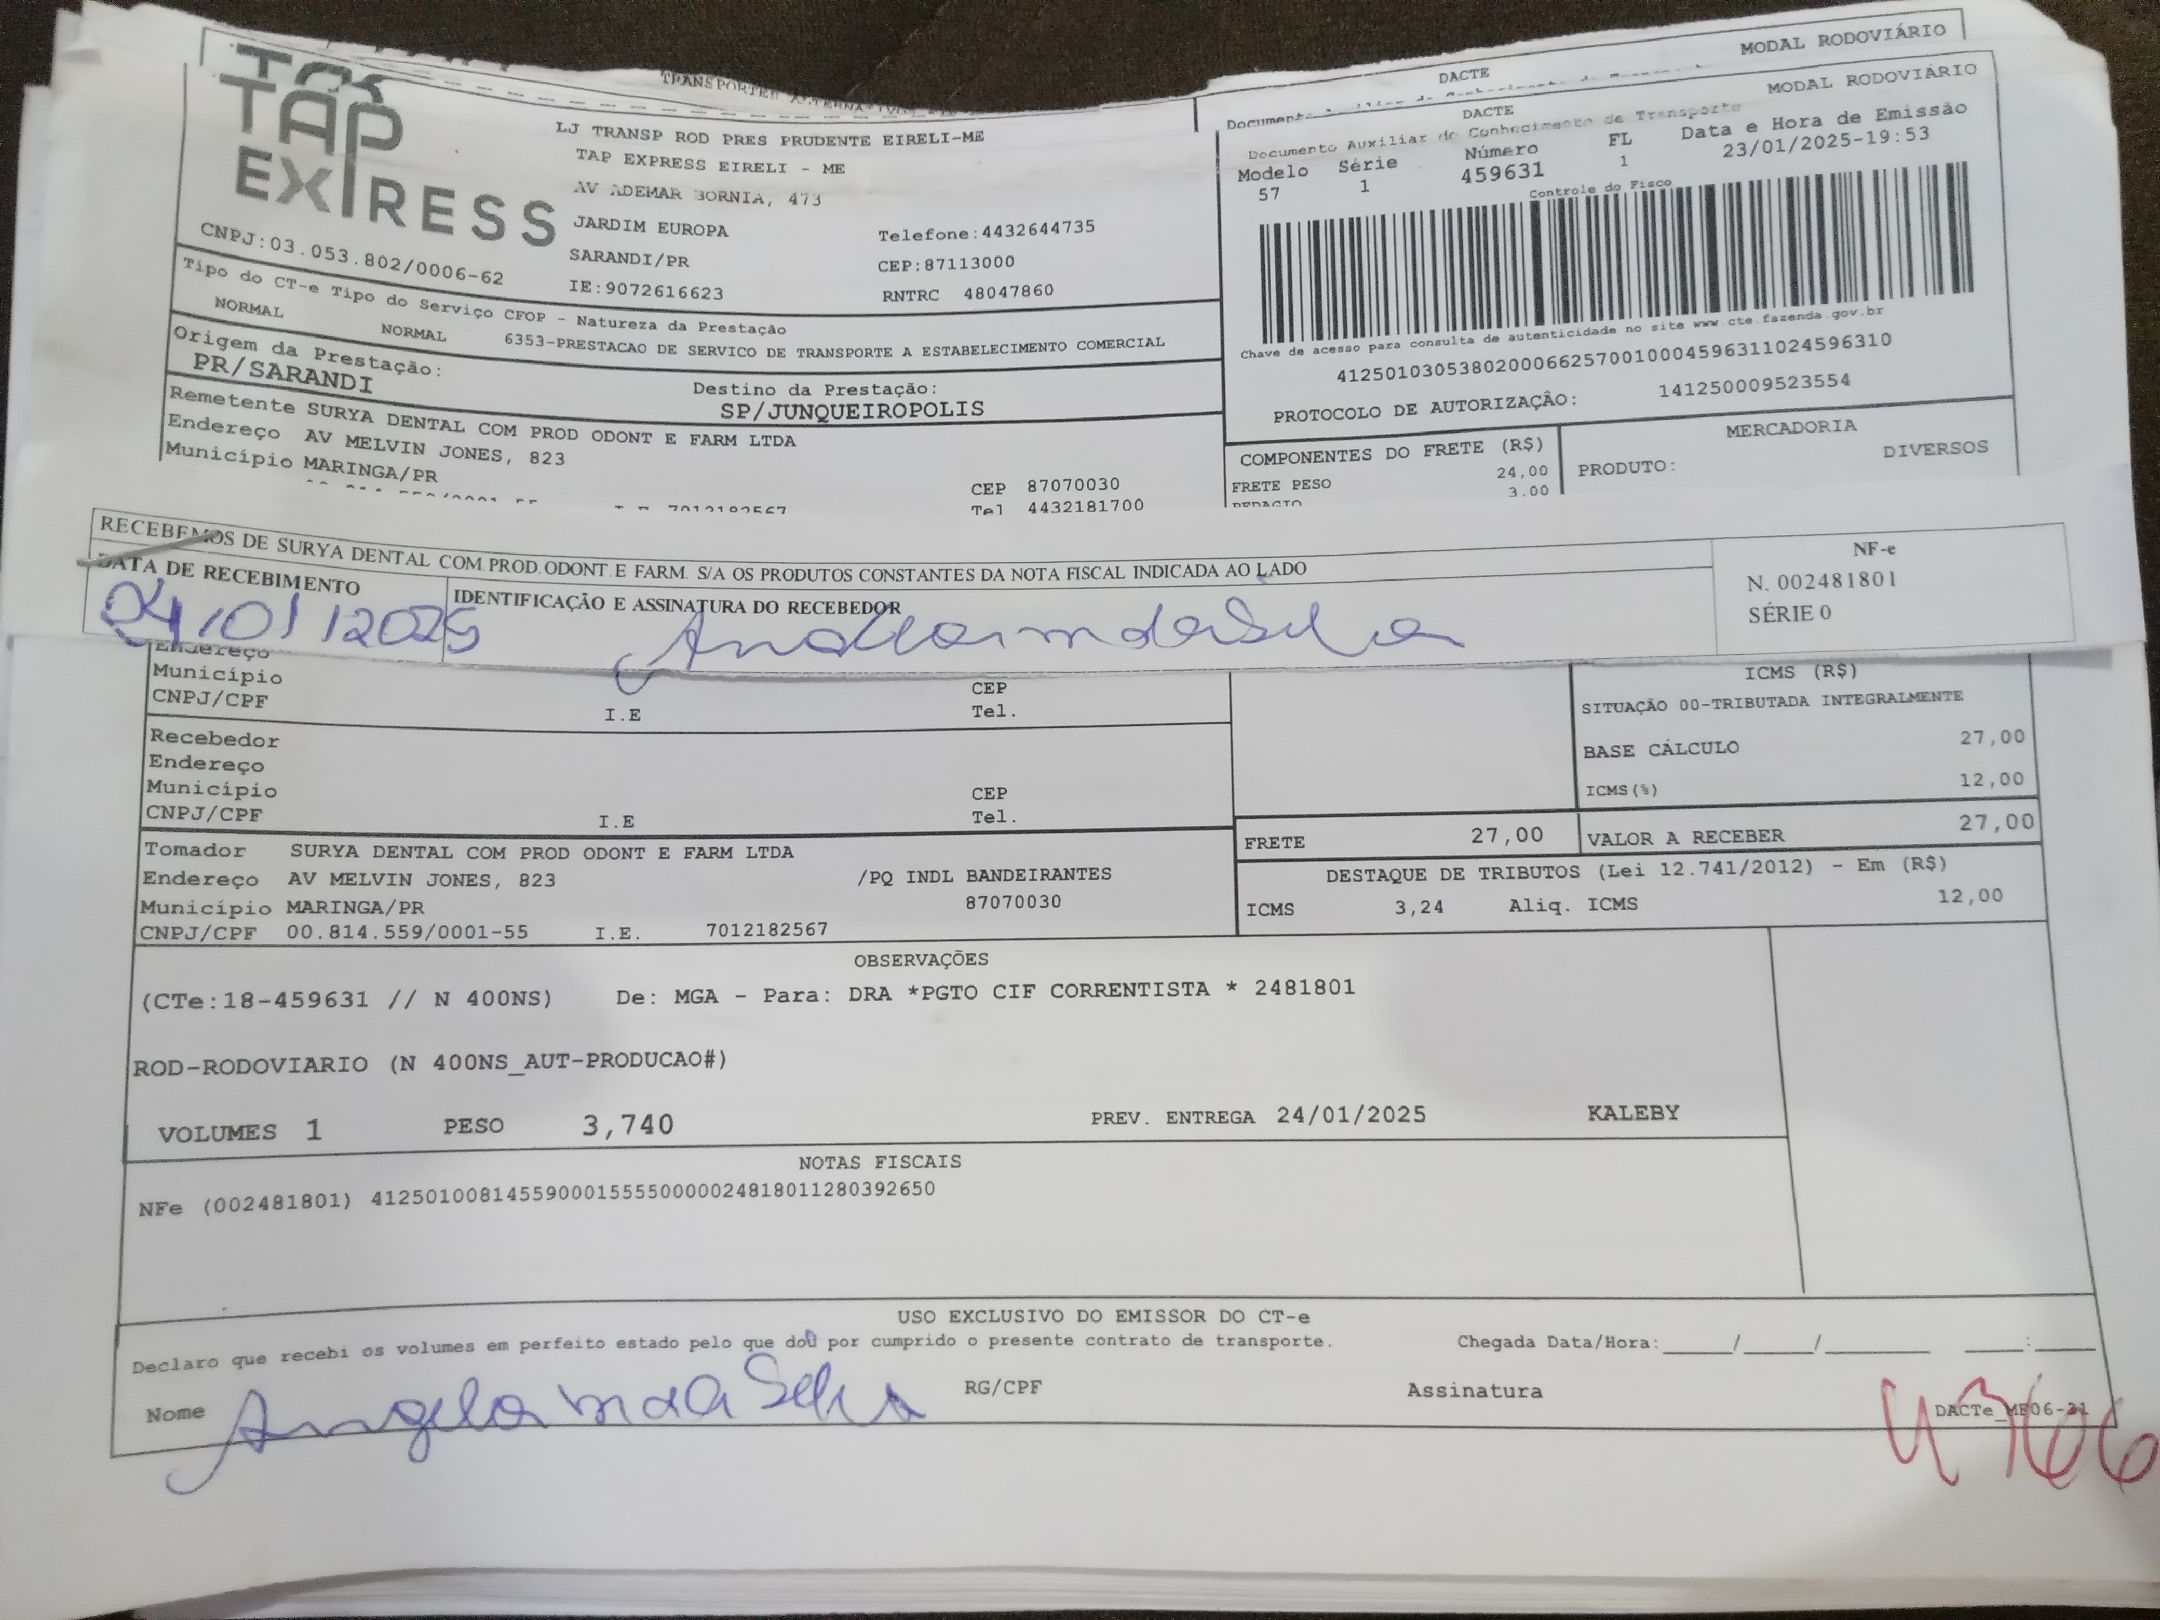 TRANSPORTES
DACTE
MODAL RODOVIÁRIO
TAP
EXPRESS
CNPJ:03.053.802/0006-62
LJ TRANSP ROD PRES PRUDENTE EIRELI-ME
TAP EXPRESS EIRELI - ME
AV ADEMAR BORNIA, 473
JARDIM EUROPA
Telefone:4432644735
SARANDI/PR
CEP:87113000
IE:9072616623
RNTRC 48047860
DACTE
MODAL RODOVIÁRIO
Documento Auxiliar do Conhecimento de Transporte
Modelo Série Número FL Data e Hora de Emissão
57 1 459631 1 23/01/2025-19:53
Controle do Fisco
Chave de acesso para consulta de autenticidade no site www.cte.fazenda.gov.br
41250103053802000662570010004596311024596310
PROTOCOLO DE AUTORIZAÇÃO: 141250009523554
Tipo do CT-e Tipo do Serviço CFOP - Natureza da Prestação
NORMAL NORMAL 6353-PRESTACAO DE SERVICO DE TRANSPORTE A ESTABELECIMENTO COMERCIAL
Origem da Prestação:
PR/SARANDI
Destino da Prestação:
SP/JUNQUEIROPOLIS
Remetente SURYA DENTAL COM PROD ODONT E FARM LTDA
Endereço AV MELVIN JONES, 823
Município MARINGA/PR
CEP 87070030
Tel 4432181700
7012182567
COMPONENTES DO FRETE (R$)
FRETE PESO 24,00
PEDAGIO 3,00
MERCADORIA
PRODUTO: DIVERSOS
RECEBEMOS DE SURYA DENTAL COM.PROD.ODONT.E FARM. S/A OS PRODUTOS CONSTANTES DA NOTA FISCAL INDICADA AO LADO
DATA DE RECEBIMENTO
24/01/2025
IDENTIFICAÇÃO E ASSINATURA DO RECEBEDOR
NF-e
N. 002481801
SÉRIE 0
Endereço
Município CEP
CNPJ/CPF I.E Tel.
Recebedor
Endereço
Município CEP
CNPJ/CPF I.E Tel.
ICMS (R$)
SITUAÇÃO 00-TRIBUTADA INTEGRALMENTE
BASE CÁLCULO 27,00
ICMS(%) 12,00
FRETE 27,00 VALOR A RECEBER 27,00
Tomador SURYA DENTAL COM PROD ODONT E FARM LTDA
Endereço AV MELVIN JONES, 823 /PQ INDL BANDEIRANTES
Município MARINGA/PR 87070030
CNPJ/CPF 00.814.559/0001-55 I.E. 7012182567
DESTAQUE DE TRIBUTOS (Lei 12.741/2012) - Em (R$)
ICMS 3,24 Aliq. ICMS 12,00
OBSERVAÇÕES
(CTe:18-459631 // N 400NS) De: MGA - Para: DRA *PGTO CIF CORRENTISTA * 2481801
ROD-RODOVIARIO (N 400NS_AUT-PRODUCAO#)
VOLUMES 1 PESO 3,740 PREV. ENTREGA 24/01/2025 KALEBY
NOTAS FISCAIS
NFe (002481801) 41250100814559000155550000024818011280392650
USO EXCLUSIVO DO EMISSOR DO CT-e
Declaro que recebi os volumes em perfeito estado pelo que dou por cumprido o presente contrato de transporte. Chegada Data/Hora:
Nome Angela m da Silva RG/CPF Assinatura
DACTe_ME06-21